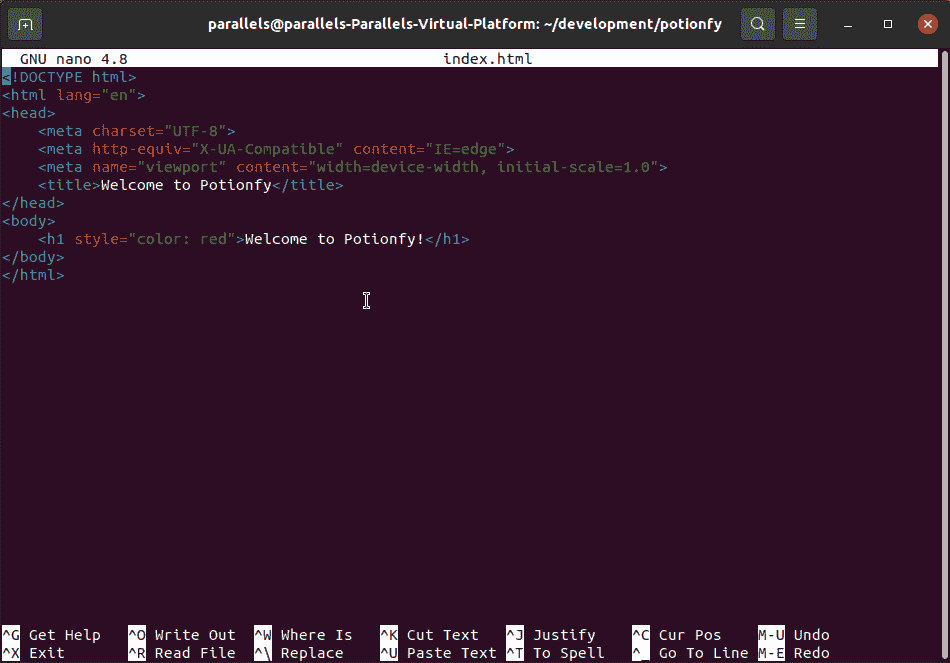 parallels@parallels-Parallels-Virtual-Platform: ~/development/potionfy
GNU nano 4.8 index.html
<!DOCTYPE html>
<html lang="en">
<head>
    <meta charset="UTF-8">
    <meta http-equiv="X-UA-Compatible" content="IE=edge">
    <meta name="viewport" content="width=device-width, initial-scale=1.0">
    <title>Welcome to Potionfy</title>
</head>
<body>
    <h1 style="color: red">Welcome to Potionfy!</h1>
</body>
</html>
^G Get Help ^O Write Out ^W Where Is ^K Cut Text ^J Justify ^C Cur Pos M-U Undo
^X Exit ^R Read File ^\ Replace ^U Paste Text ^T To Spell ^_ Go To Line M-E Redo